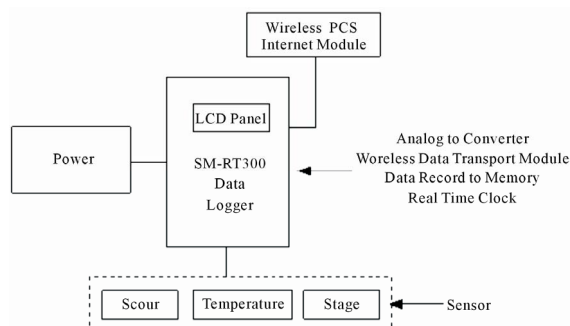 Wireless PCS
Internet Module
LCD Panel
Power
SM-RT300
Data
Logger
Analog to Converter
Woreless Data Transport Module
Data Record to Memory
Real Time Clock
Scour
Temperature
Stage
Sensor